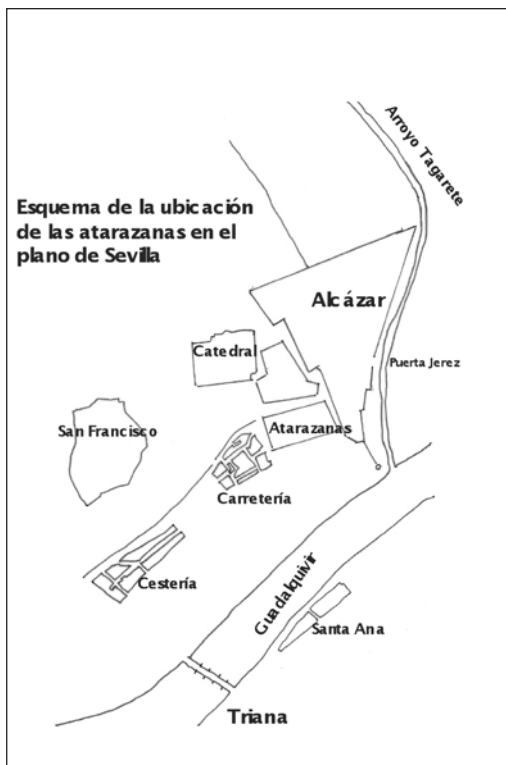 Arroyo Tagarete
Esquema de la ubicación
de las atarazanas en el
plano de Sevilla
Alcázar
Catedral
Puerta Jerez
San Francisco
Atarazanas
Carretería
Cestería
Guadalquivir
Santa Ana
Triana